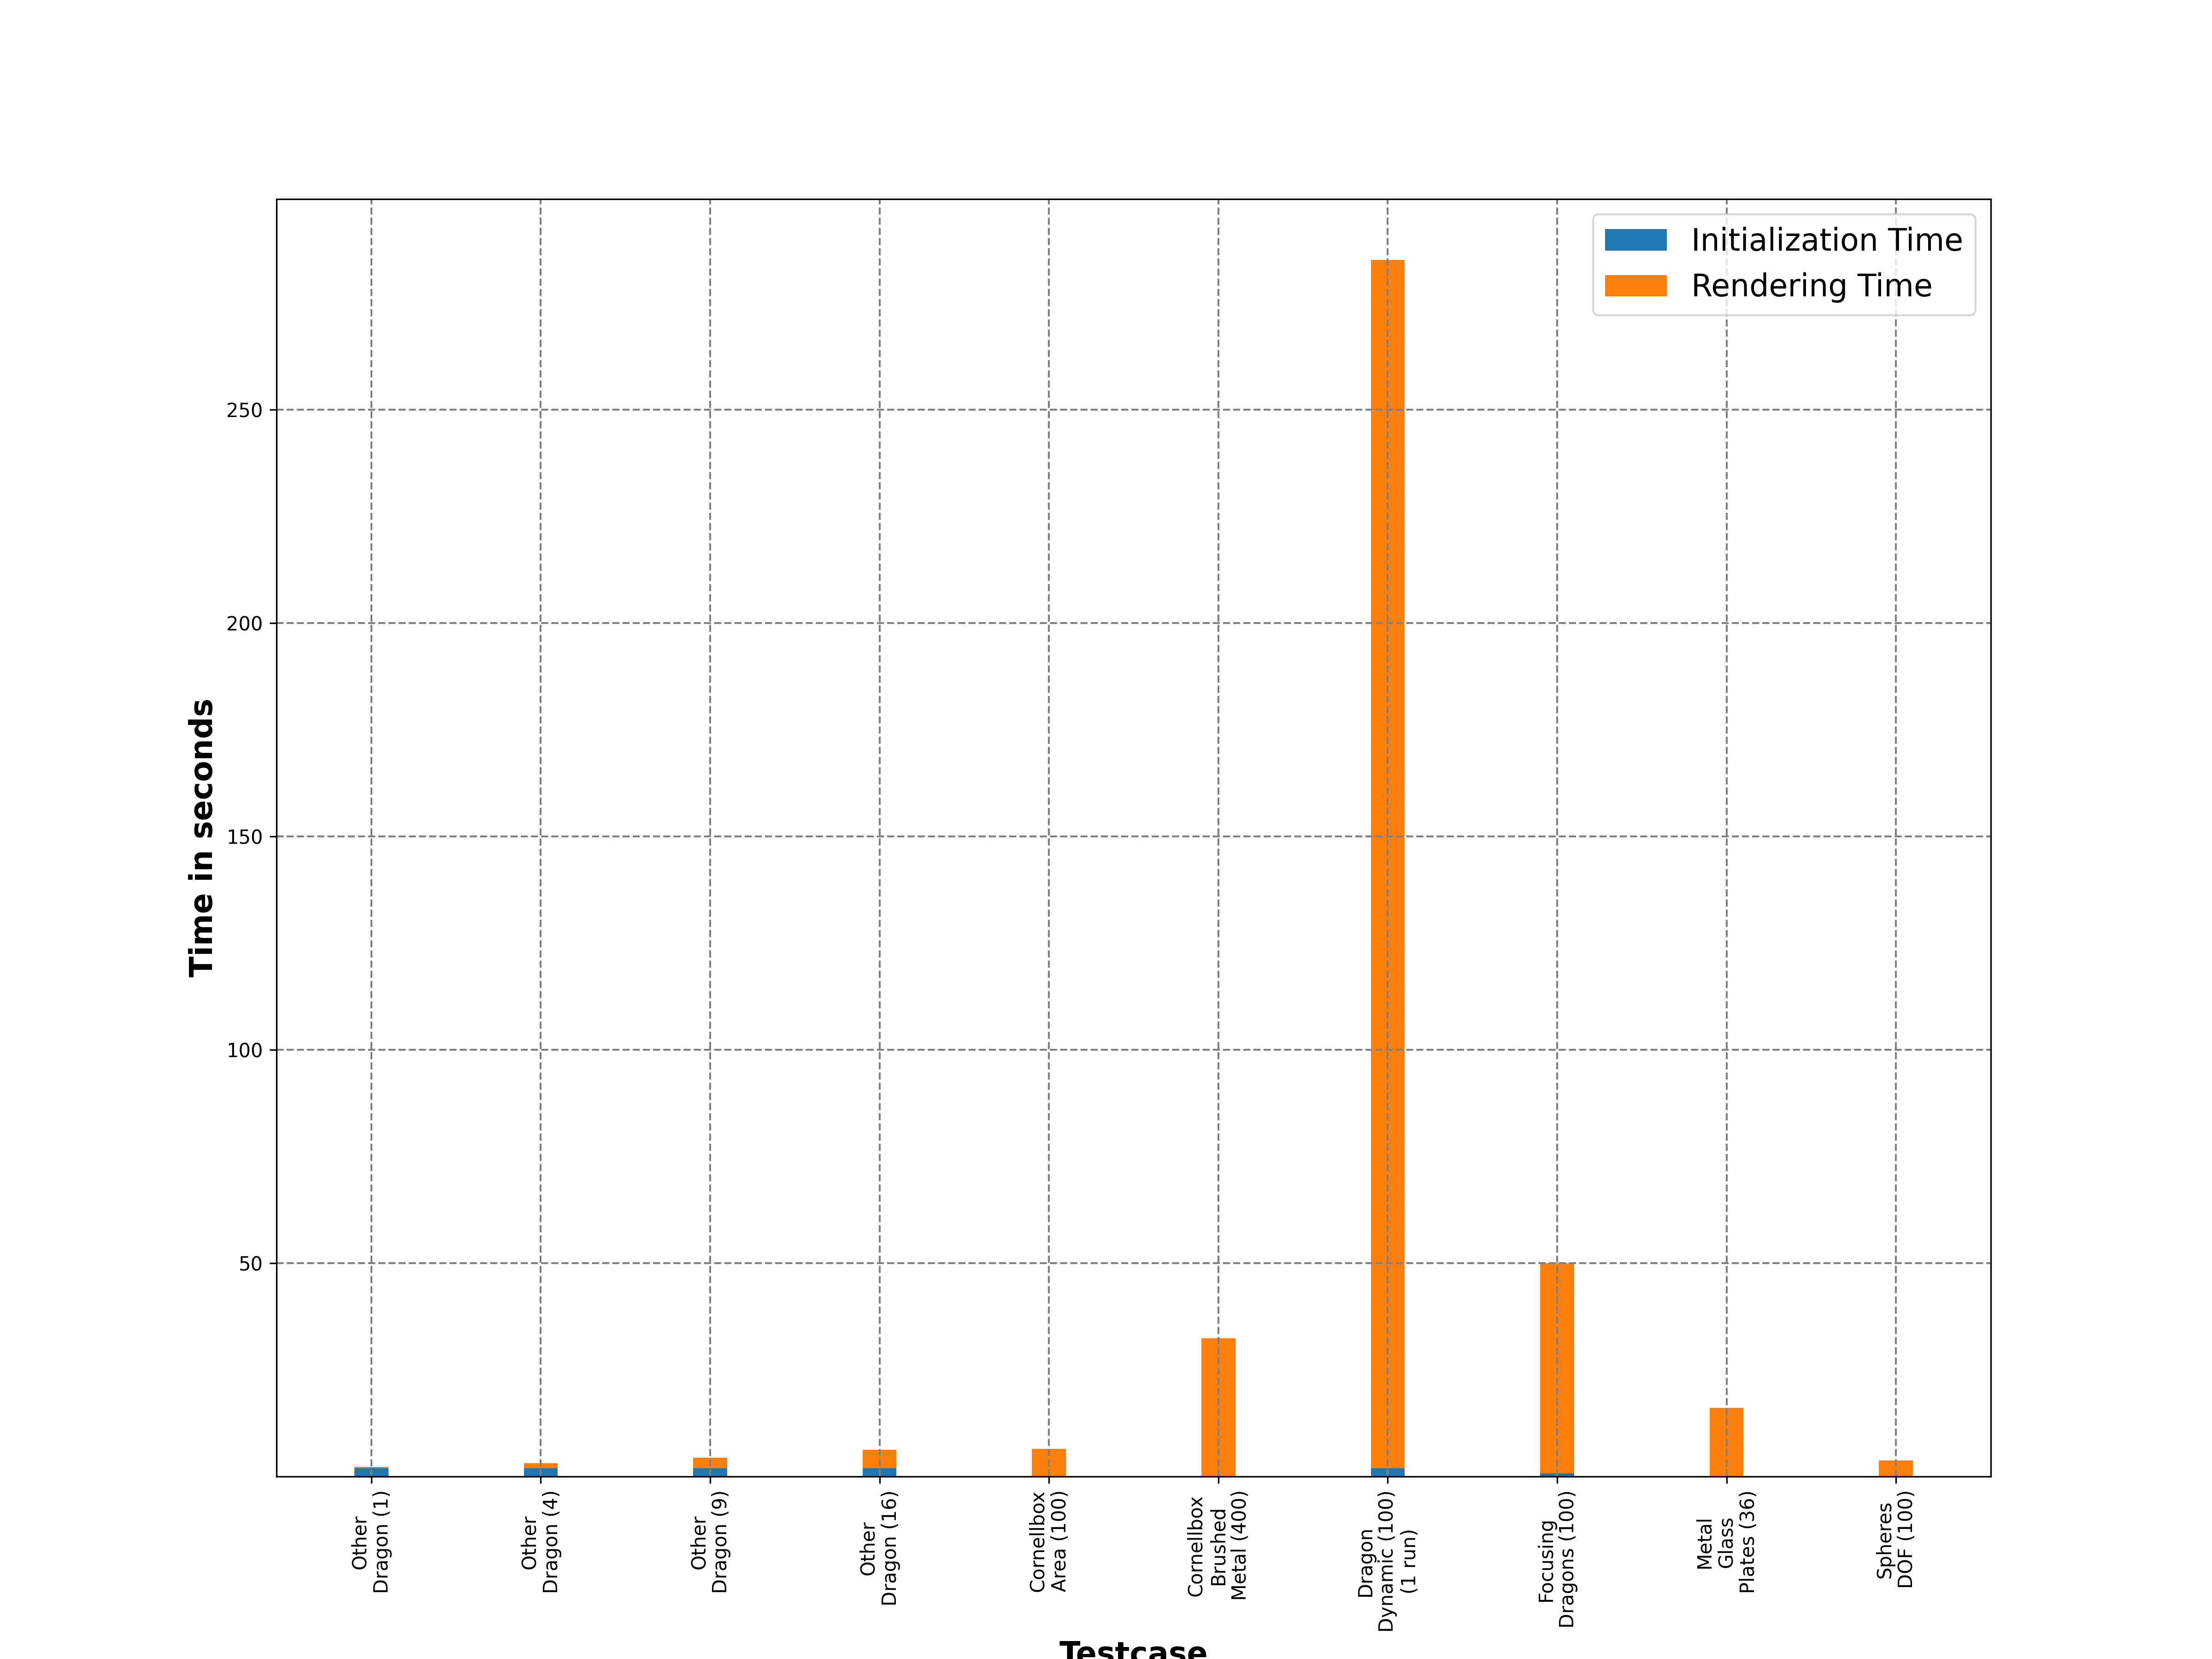 Initialization Time
Rendering Time
Time in seconds
250
200
150
100
50
Other
Dragon (1)
Other
Dragon (4)
Other
Dragon (9)
Other
Dragon (16)
Cornellbox
Area (100)
Cornellbox
Brushed
Metal (400)
Dragon
Dynamic (100)
(1 run)
Focusing
Dragons (100)
Metal
Glass
Plates (36)
Spheres
DOF (100)
Testcase